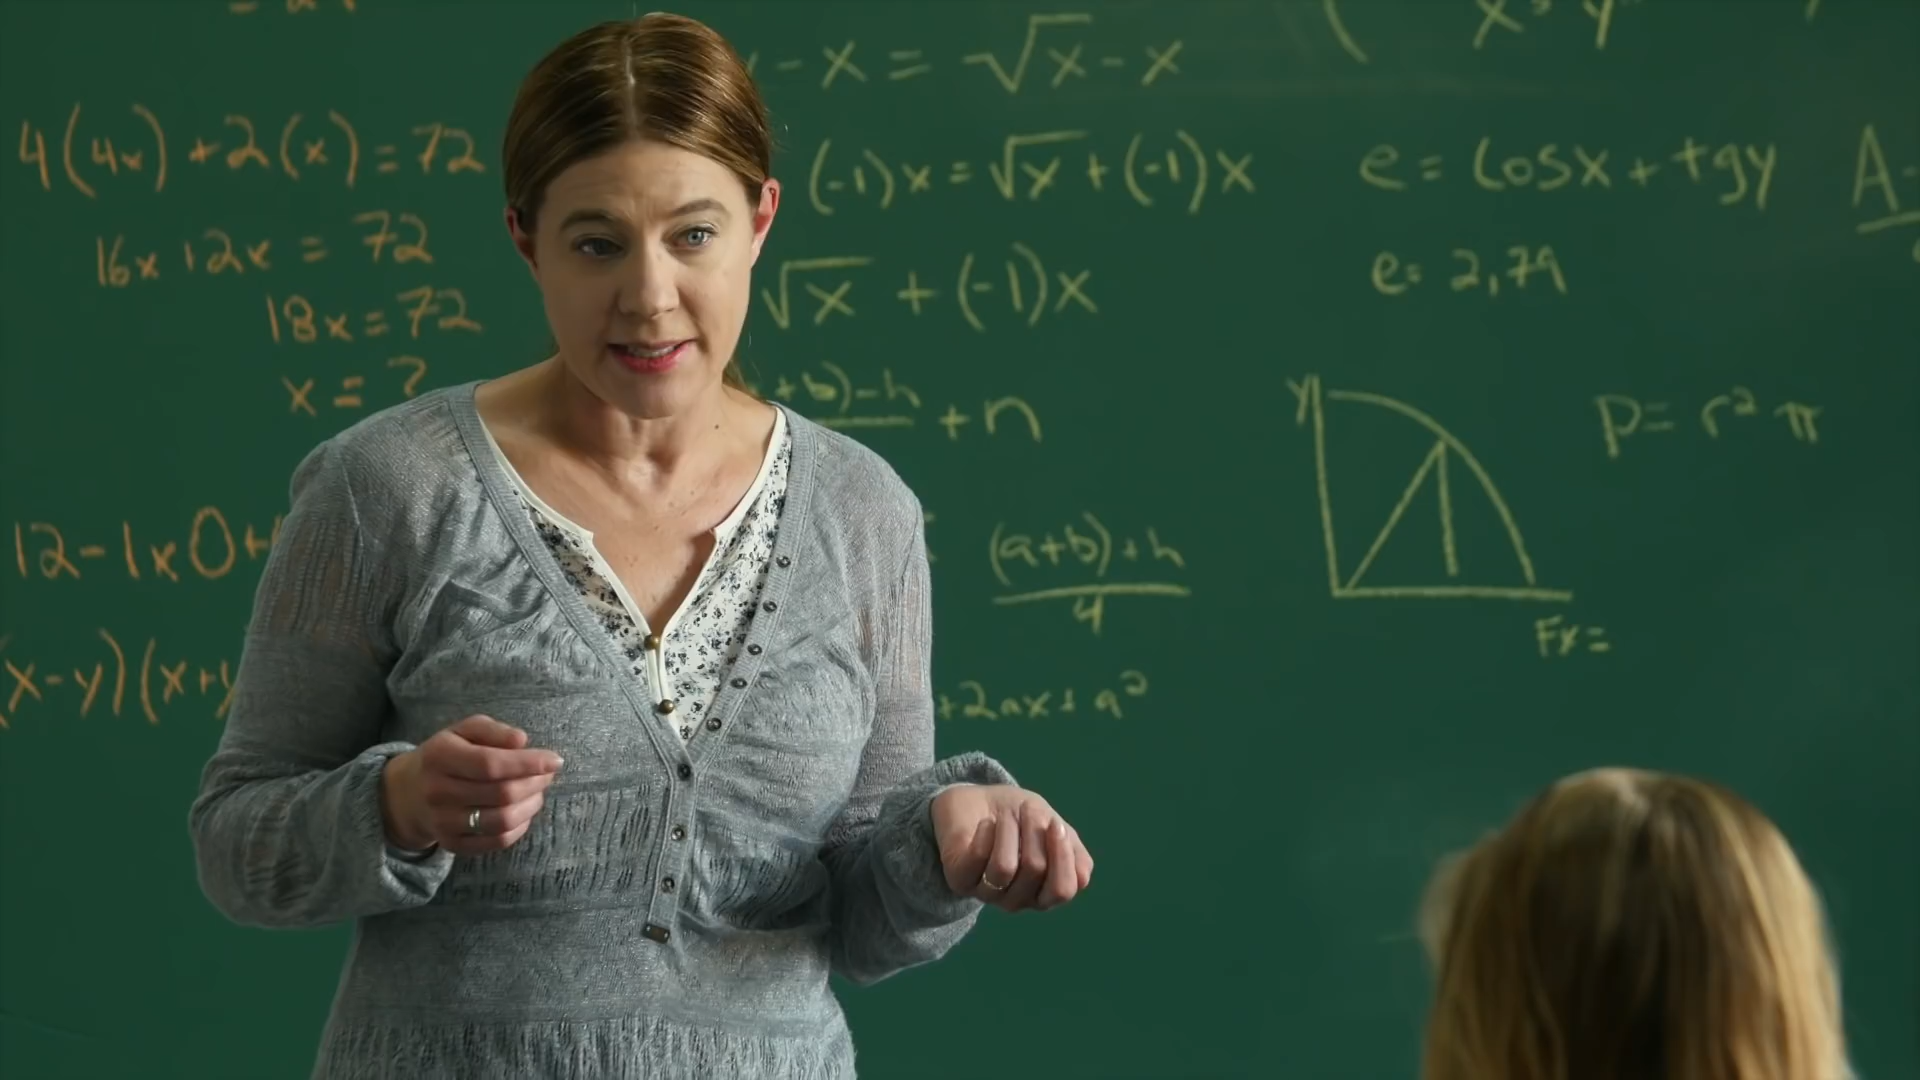 4(4x)+2(x)=72
16x 12x = 72
18x=72
x = ?
12-1x0+
(x-y)(x+y
-x = √x-x
(-1)x=√x+(-1)x
√x + (-1)x
+b)-h
+n
(a+b)+h
4
+2ax+a²
e= cosx+tgy
e= 2,79
A-
y
Fx=
P= r² π